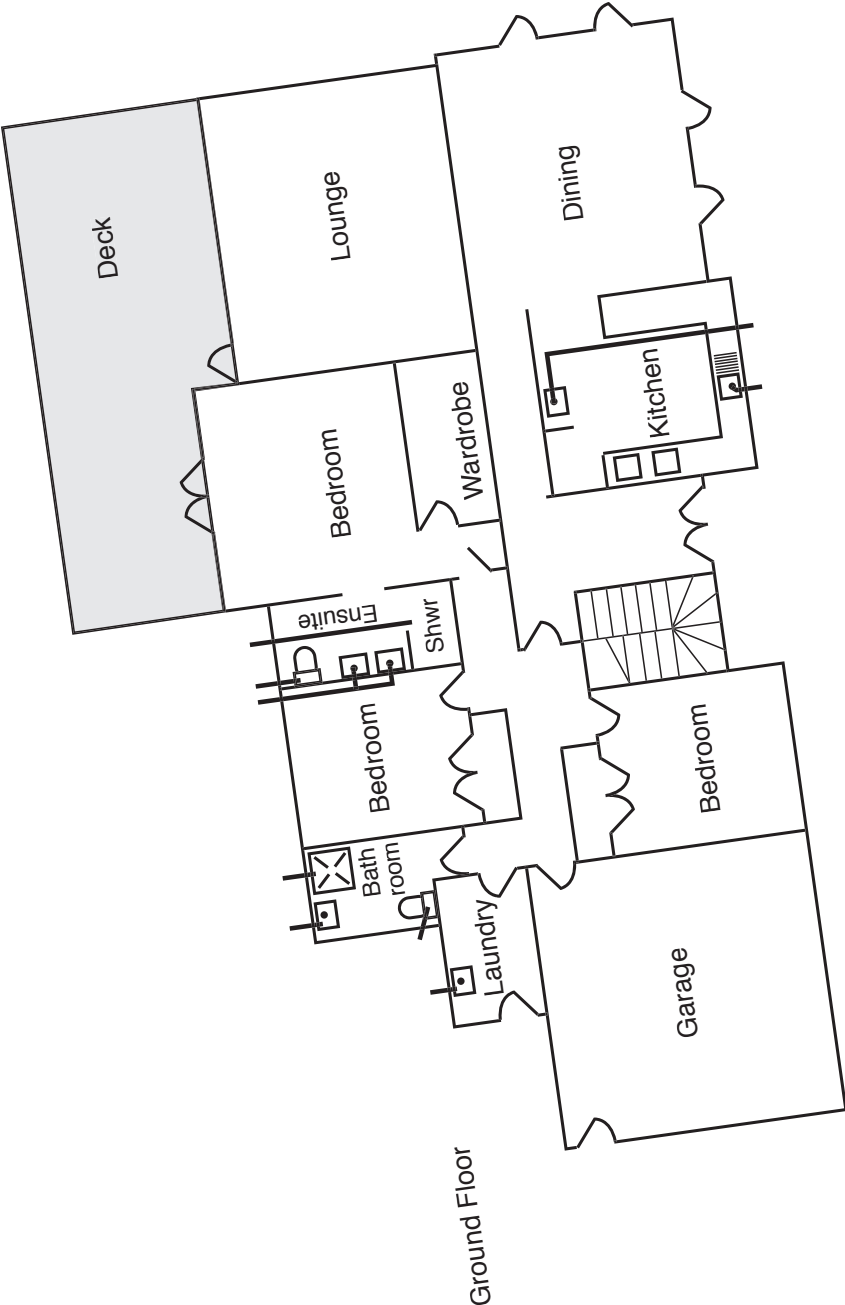 Deck
Lounge
Dining
Bedroom
Wardrobe
Kitchen
Ensuite
Shwr
Bedroom
Bedroom
Bath
room
Laundry
Garage
Ground Floor